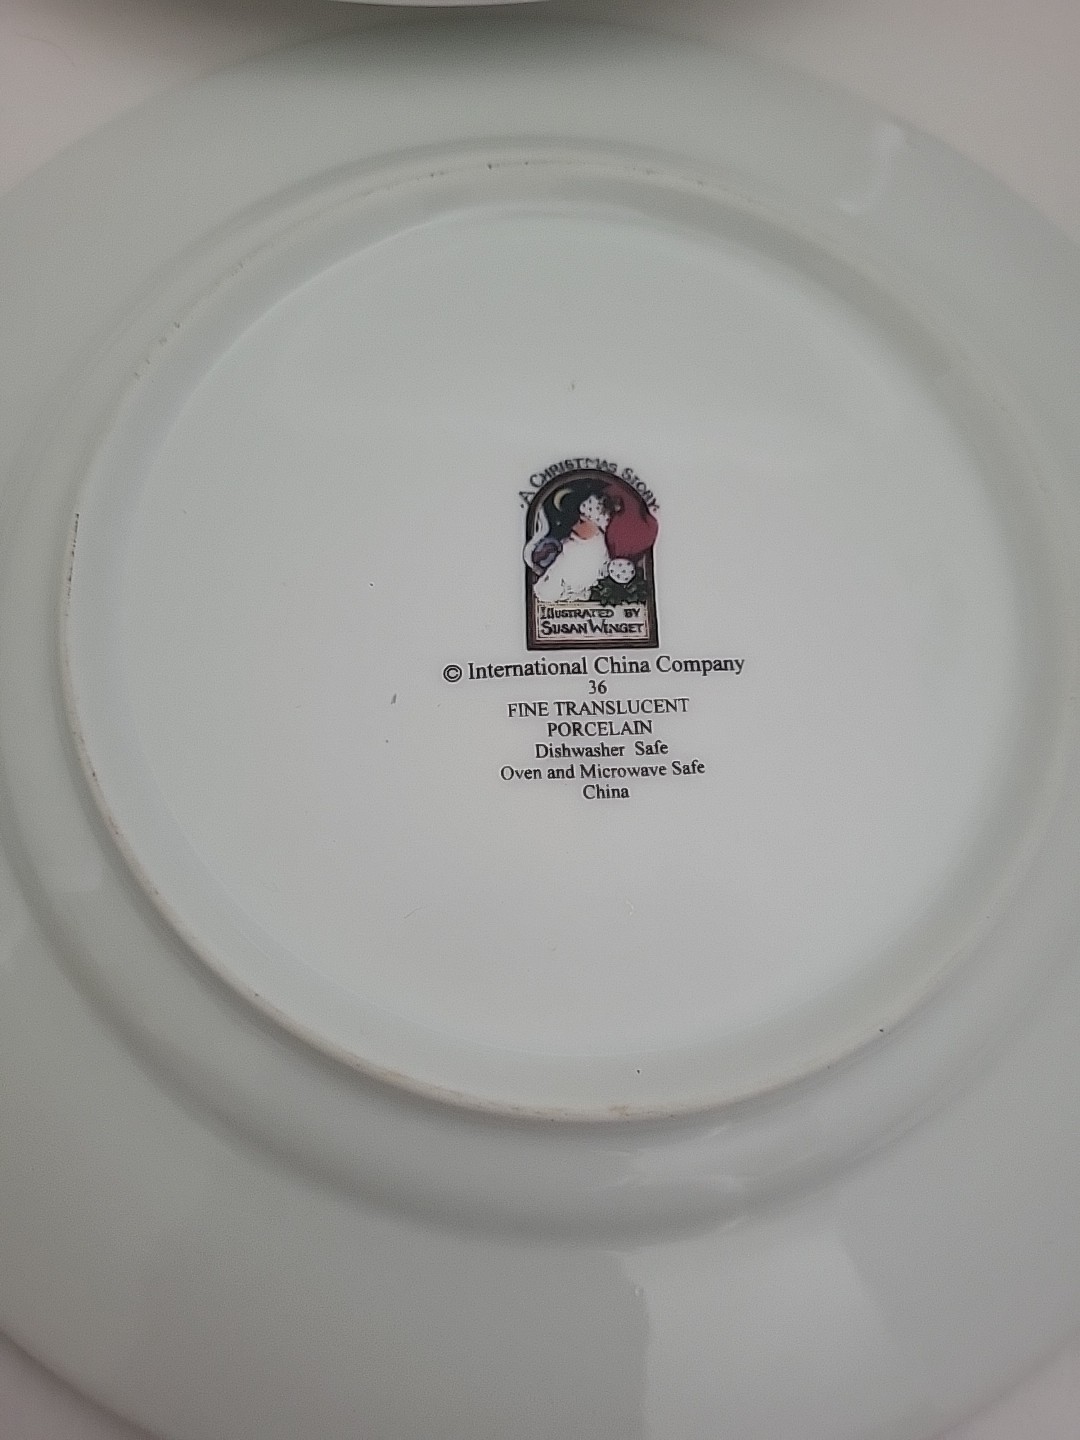 ·A CHRISTMAS STORY·
ILLUSTRATED BY
SUSAN WINGET
© International China Company
36
FINE TRANSLUCENT
PORCELAIN
Dishwasher Safe
Oven and Microwave Safe
China